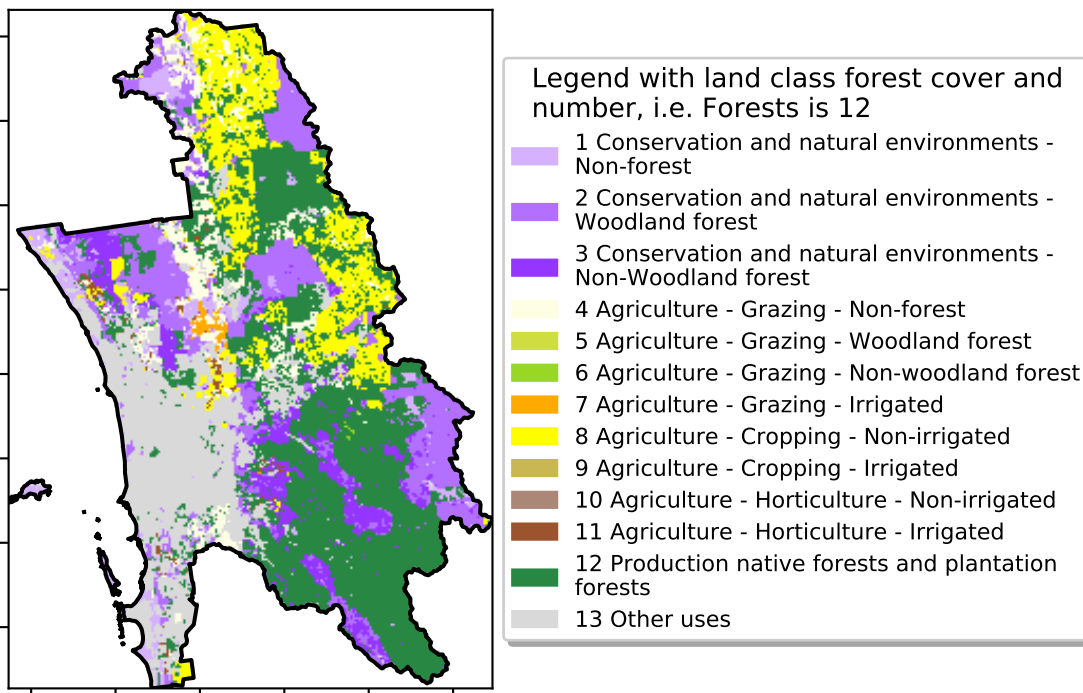 Legend with land class forest cover and
number, i.e. Forests is 12
1 Conservation and natural environments -
Non-forest
2 Conservation and natural environments -
Woodland forest
3 Conservation and natural environments -
Non-Woodland forest
4 Agriculture - Grazing - Non-forest
5 Agriculture - Grazing - Woodland forest
6 Agriculture - Grazing - Non-woodland forest
7 Agriculture - Grazing - Irrigated
8 Agriculture - Cropping - Non-irrigated
9 Agriculture - Cropping - Irrigated
10 Agriculture - Horticulture - Non-irrigated
11 Agriculture - Horticulture - Irrigated
12 Production native forests and plantation
forests
13 Other uses